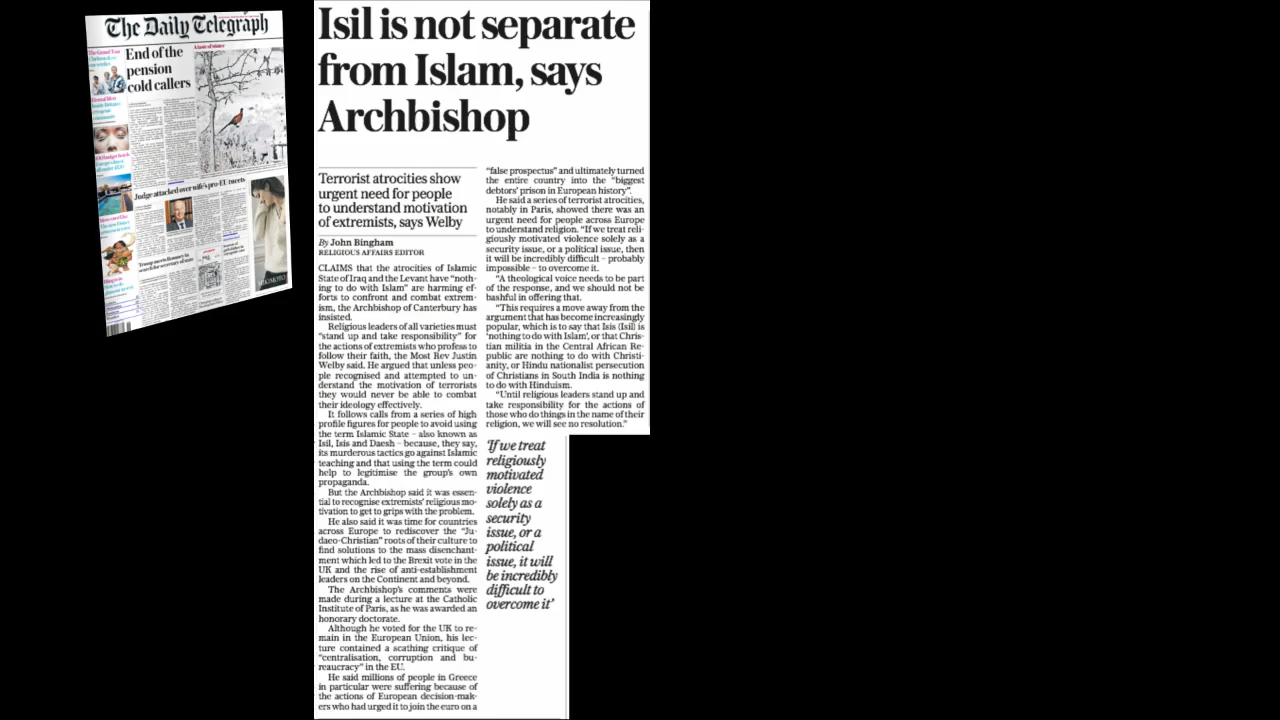 The Daily Telegraph
End of the
pension
cold callers
Judge attacked over wife's pro-EU tweets
Isil is not separate
from Islam, says
Archbishop
Terrorist atrocities show
urgent need for people
to understand motivation
of extremists, says Welby
By John Bingham
RELIGIOUS AFFAIRS EDITOR
CLAIMS that the atrocities of Islamic
State of Iraq and the Levant have “noth-
ing to do with Islam” are harming ef-
forts to confront and combat extrem-
ism, the Archbishop of Canterbury has
insisted.
Religious leaders of all varieties must
“stand up and take responsibility” for
the actions of extremists who profess to
follow their faith, the Most Rev Justin
Welby said. He argued that unless peo-
ple recognised and attempted to un-
derstand the motivation of terrorists
they would never be able to combat
their ideology effectively.
It follows calls from a series of high
profile figures for people to avoid using
the term Islamic State – also known as
Isil, Isis and Daesh – because, they say,
its murderous tactics go against Islamic
teaching and that using the term could
help to legitimise the group's own
propaganda.
But the Archbishop said it was essen-
tial to recognise extremists' religious mo-
tivation to get to grips with the problem.
He also said it was time for countries
across Europe to rediscover the “Ju-
daeo-Christian” roots of their culture to
find solutions to the mass disenchant-
ment which led to the Brexit vote in the
UK and the rise of anti-establishment
leaders on the Continent and beyond.
The Archbishop's comments were
made during a lecture at the Catholic
Institute of Paris, as he was awarded an
honorary doctorate.
Although he voted for the UK to re-
main in the European Union, his lec-
ture contained a scathing critique of
“centralisation, corruption and bu-
reaucracy” in the EU.
He said millions of people in Greece
in particular were suffering because of
the actions of European decision-mak-
ers who had urged it to join the euro on a
“false prospectus” and ultimately turned
the entire country into the “biggest
debtors' prison in European history”.
He said a series of terrorist atrocities,
notably in Paris, showed there was an
urgent need for people across Europe
to understand religion. “If we treat reli-
giously motivated violence solely as a
security issue, or a political issue, then
it will be incredibly difficult – probably
impossible – to overcome it.
“A theological voice needs to be part
of the response, and we should not be
bashful in offering that.
“This requires a move away from the
argument that has become increasingly
popular, which is to say that Isis (Isil) is
‘nothing to do with Islam’, or that Chris-
tian militia in the Central African Re-
public are nothing to do with Christi-
anity, or Hindu nationalist persecution
of Christians in South India is nothing
to do with Hinduism.
“Until religious leaders stand up and
take responsibility for the actions of
those who do things in the name of their
religion, we will see no resolution.”
‘If we treat
religiously
motivated
violence
solely as a
security
issue, or a
political
issue, it will
be incredibly
difficult to
overcome it’